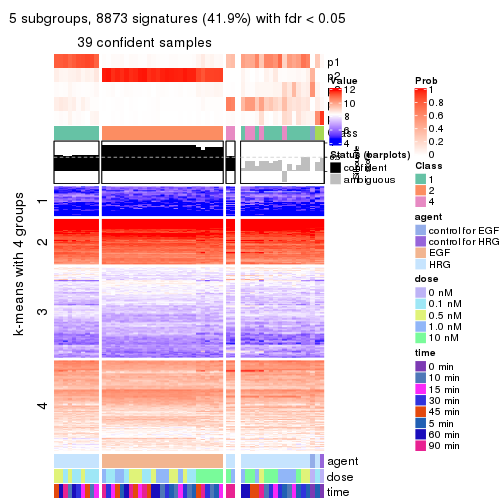 5 subgroups, 8873 signatures (41.9%) with fdr < 0.05
39 confident samples
p1
p2
Value
12
10
8
6
4
Prob
1
0.8
0.6
0.4
0.2
0
Status (barplots)
confident
ambiguous
Class
1
2
4
agent
control for EGF
control for HRG
EGF
HRG
dose
0 nM
0.1 nM
0.5 nM
1.0 nM
10 nM
time
0 min
10 min
15 min
30 min
45 min
5 min
60 min
90 min
k-means with 4 groups
1
2
3
4
agent
dose
time